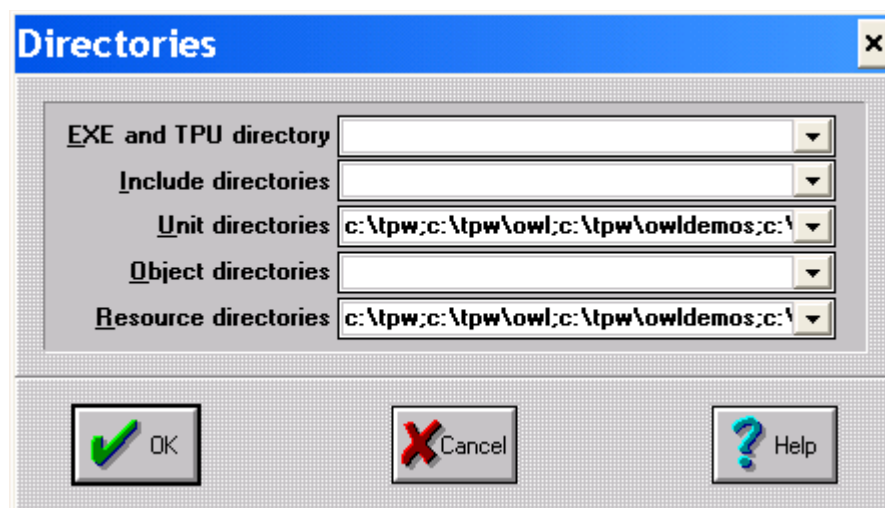 Directories
EXE and TPU directory
Include directories
Unit directories c:\tpw;c:\tpw\owl;c:\tpw\owldemos;c:\
Object directories
Resource directories c:\tpw;c:\tpw\owl;c:\tpw\owldemos;c:\
OK Cancel Help